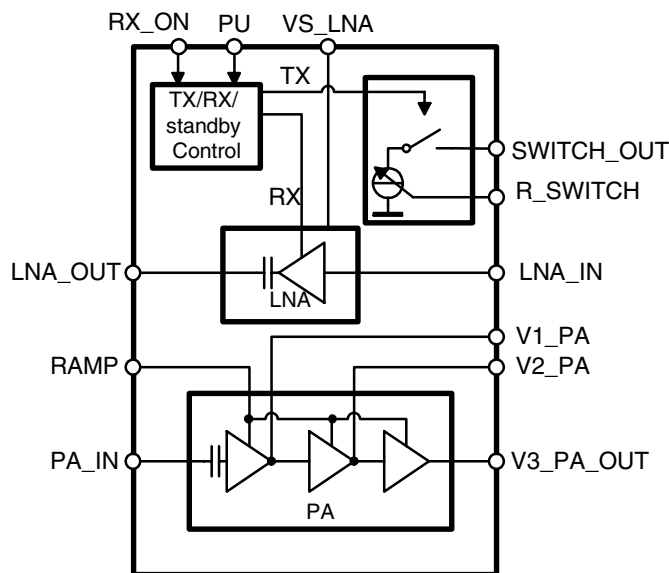 RX_ON PU VS_LNA
TX
TX/RX/
standby
Control
SWITCH_OUT
R_SWITCH
RX
LNA_OUT
LNA
LNA_IN
V1_PA
RAMP
V2_PA
PA_IN
V3_PA_OUT
PA